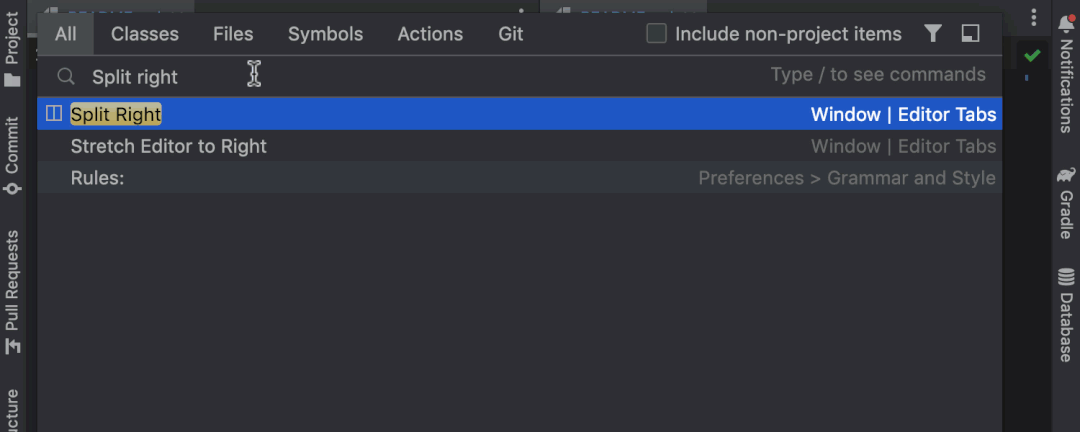 All Classes Files Symbols Actions Git Include non-project items
Split right Type / to see commands
Split Right Window | Editor Tabs
Stretch Editor to Right Window | Editor Tabs
Rules: Preferences > Grammar and Style
Project
Commit
Pull Requests
Notifications
Gradle
Database